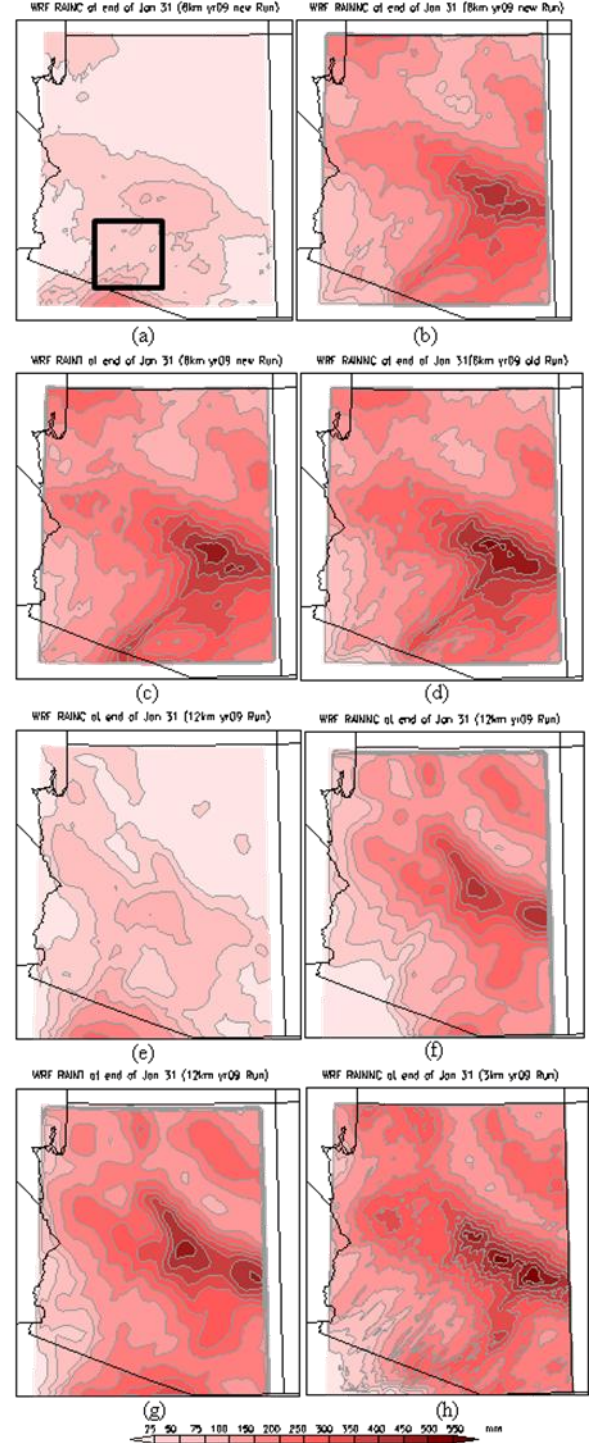 WRF RAINC at end of Jan 31 (6km yr09 new Run)
WRF RAINNC at end of Jan 31 (6km yr09 new Run)
(a)
(b)
WRF RAINT at end of Jan 31 (6km yr09 new Run)
WRF RAINNC at end of Jan 31(6km yr09 old Run)
(c)
(d)
WRF RAINC at end of Jan 31 (12km yr09 Run)
WRF RAINNC at end of Jan 31 (12km yr09 Run)
(e)
(f)
WRF RAINT at end of Jan 31 (12km yr09 Run)
WRF RAINNC at end of Jan 31 (3km yr09 Run)
(g)
(h)
25 50 75 100 150 200 250 300 350 400 450 500 550 mm